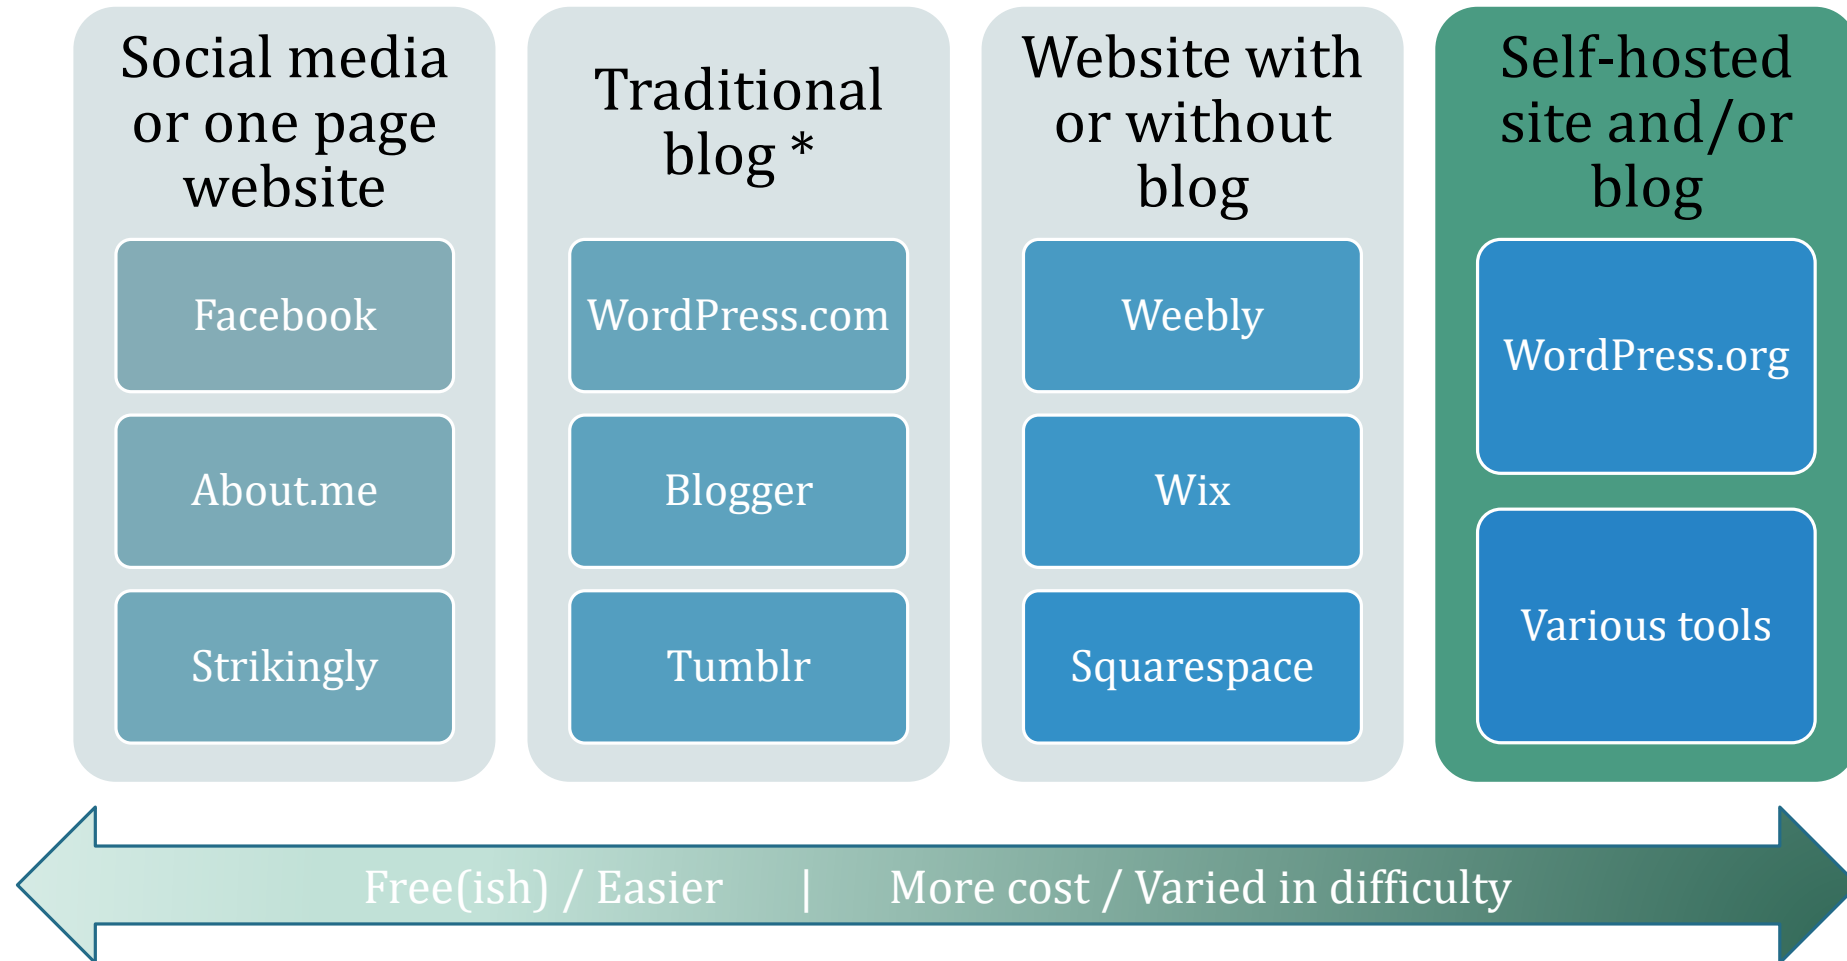 Social media
or one page
website
Facebook
About.me
Strikingly
Traditional
blog *
WordPress.com
Blogger
Tumblr
Website with
or without
blog
Weebly
Wix
Squarespace
Self-hosted
site and/or
blog
WordPress.org
Various tools
Free(ish) / Easier | More cost / Varied in difficulty